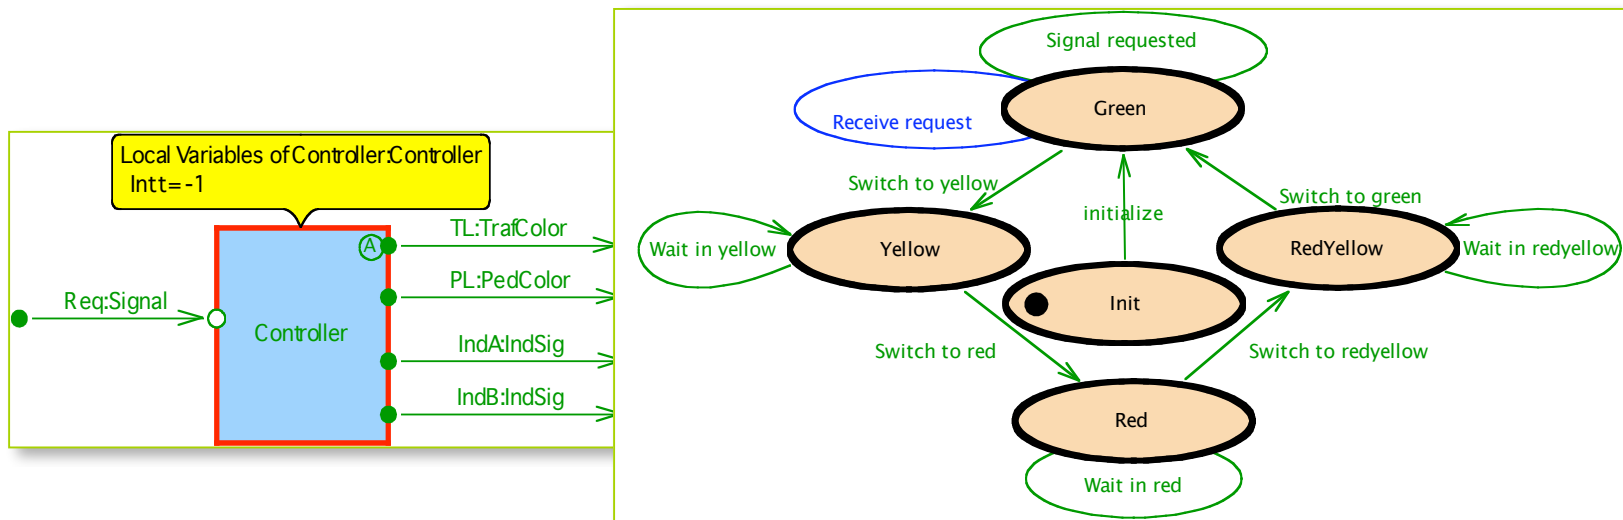 Local Variables of Controller:Controller
Intt=-1
TL:TrafColor
A
PL:PedColor
Req:Signal
Controller
IndA:IndSig
IndB:IndSig
Signal requested
Green
Receive request
Switch to yellow
Switch to green
initialize
Wait in yellow
Yellow
RedYellow
Wait in redyellow
Init
Switch to red
Switch to redyellow
Red
Wait in red